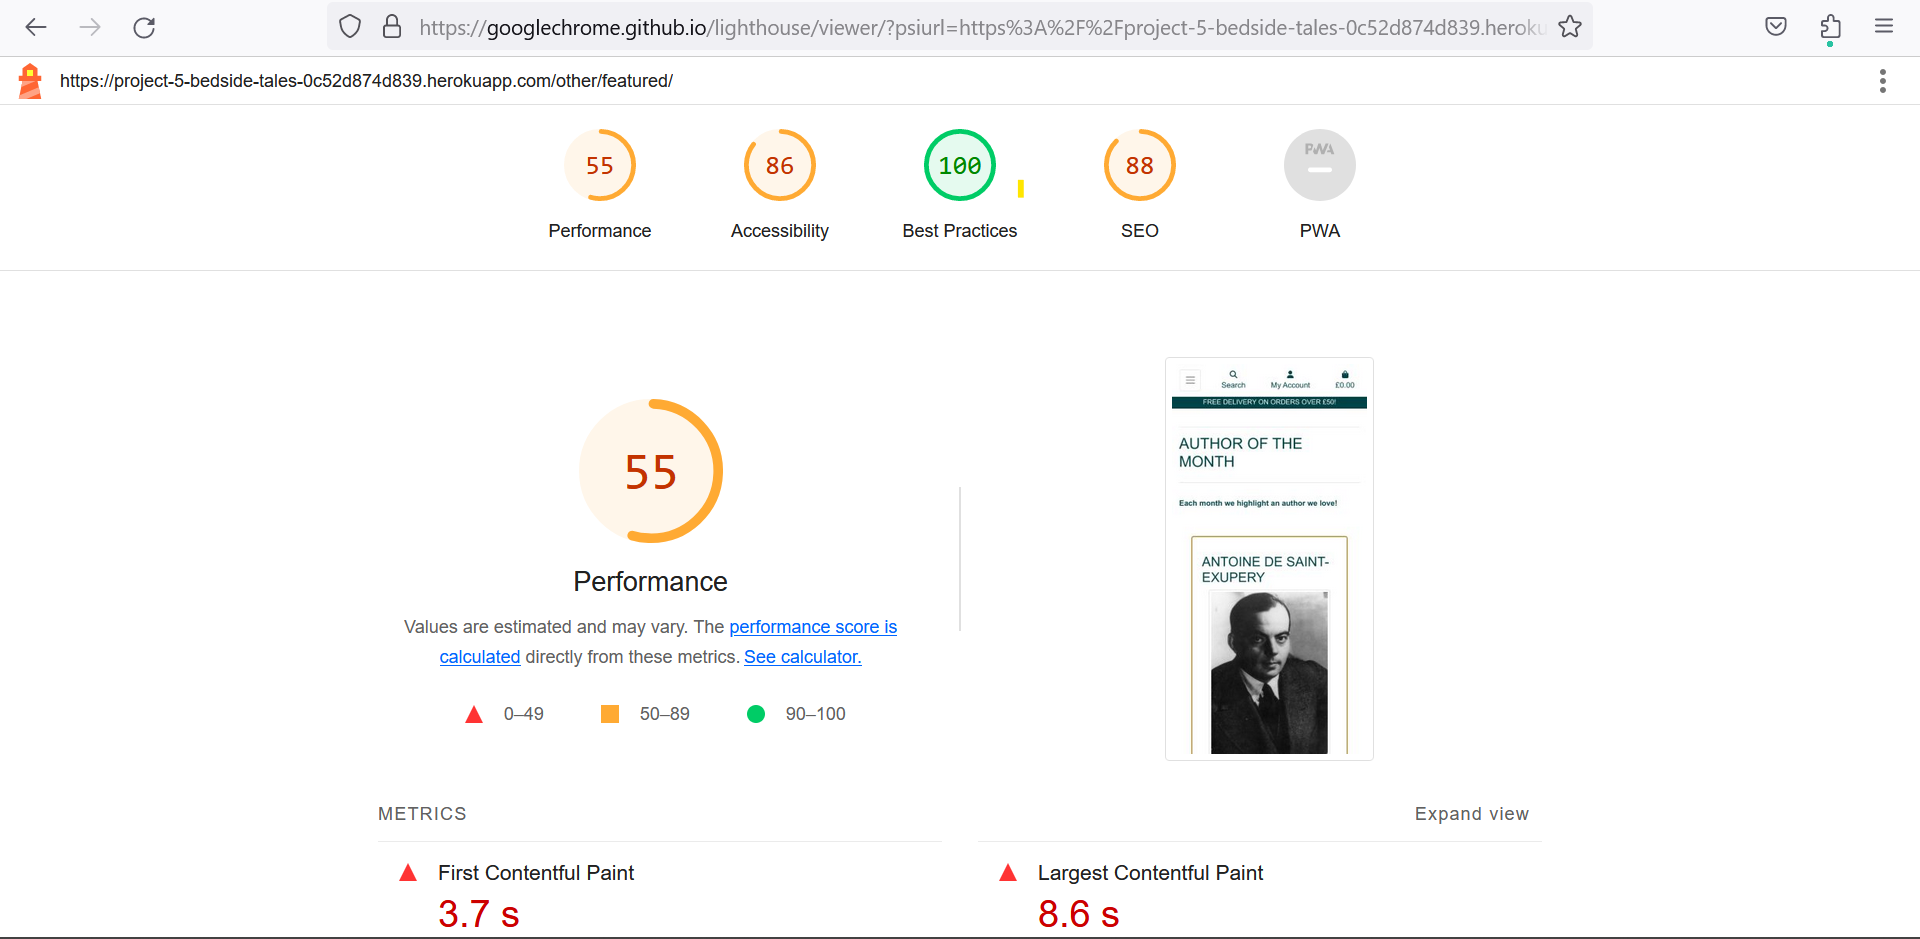 https://googlechrome.github.io/lighthouse/viewer/?psiurl=https%3A%2F%2Fproject-5-bedside-tales-0c52d874d839.heroku
https://project-5-bedside-tales-0c52d874d839.herokuapp.com/other/featured/
55
86
100
88
PWA
Performance
Accessibility
Best Practices
SEO
PWA
55
Performance
Values are estimated and may vary. The performance score is
calculated directly from these metrics. See calculator.
0–49
50–89
90–100
Search
My Account
£0.00
FREE DELIVERY ON ORDERS OVER £50!
AUTHOR OF THE
MONTH
Each month we highlight an author we love!
ANTOINE DE SAINT-
EXUPERY
METRICS
Expand view
First Contentful Paint
3.7 s
Largest Contentful Paint
8.6 s